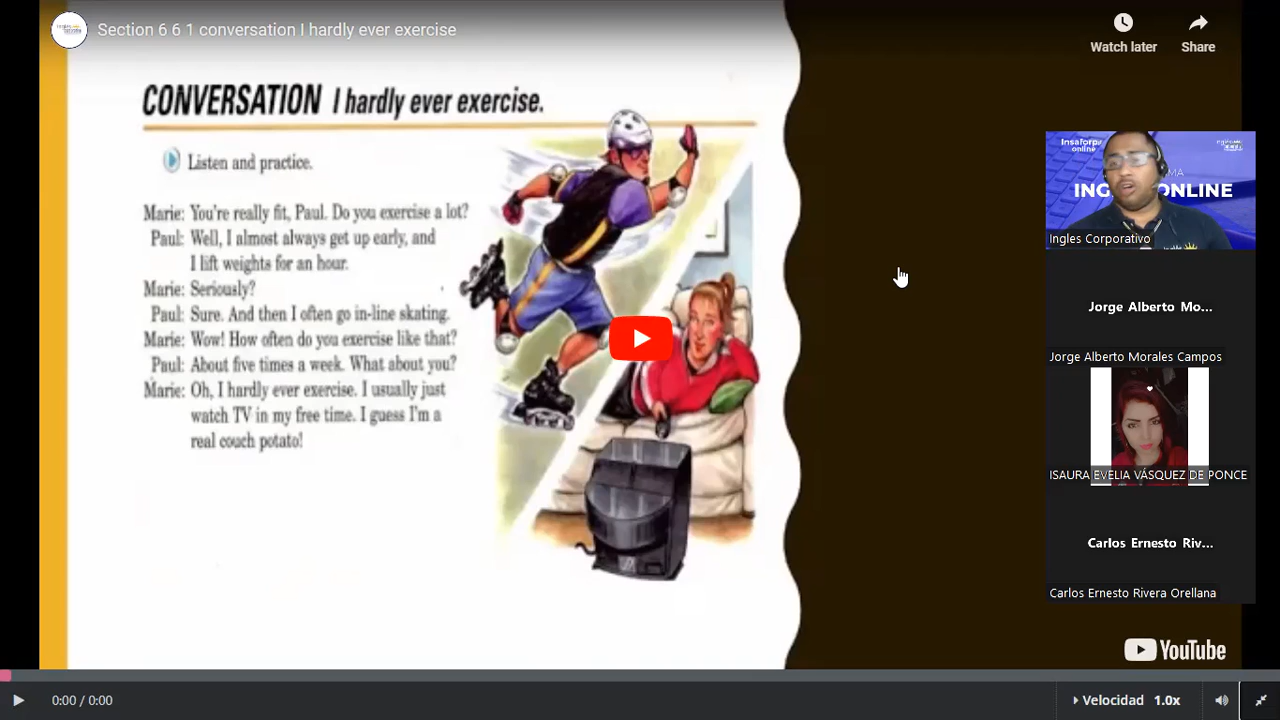 Section 6 6 1 conversation I hardly ever exercise
Watch later
Share
CONVERSATION I hardly ever exercise.
Listen and practice.
Marie: You're really fit, Paul. Do you exercise a lot?
Paul: Well, I almost always get up early, and
I lift weights for an hour.
Marie: Seriously?
Paul: Sure. And then I often go in-line skating.
Marie: Wow! How often do you exercise like that?
Paul: About five times a week. What about you?
Marie: Oh, I hardly ever exercise. I usually just
watch TV in my free time. I guess I'm a
real couch potato!
Insaforp
online
INGL
ONLINE
Ingles Corporativo
Jorge Alberto Mo...
Jorge Alberto Morales Campos
ISAURA EVELIA VÁSQUEZ DE PONCE
Carlos Ernesto Riv...
Carlos Ernesto Rivera Orellana
YouTube
0:00 / 0:00
Velocidad 1.0x